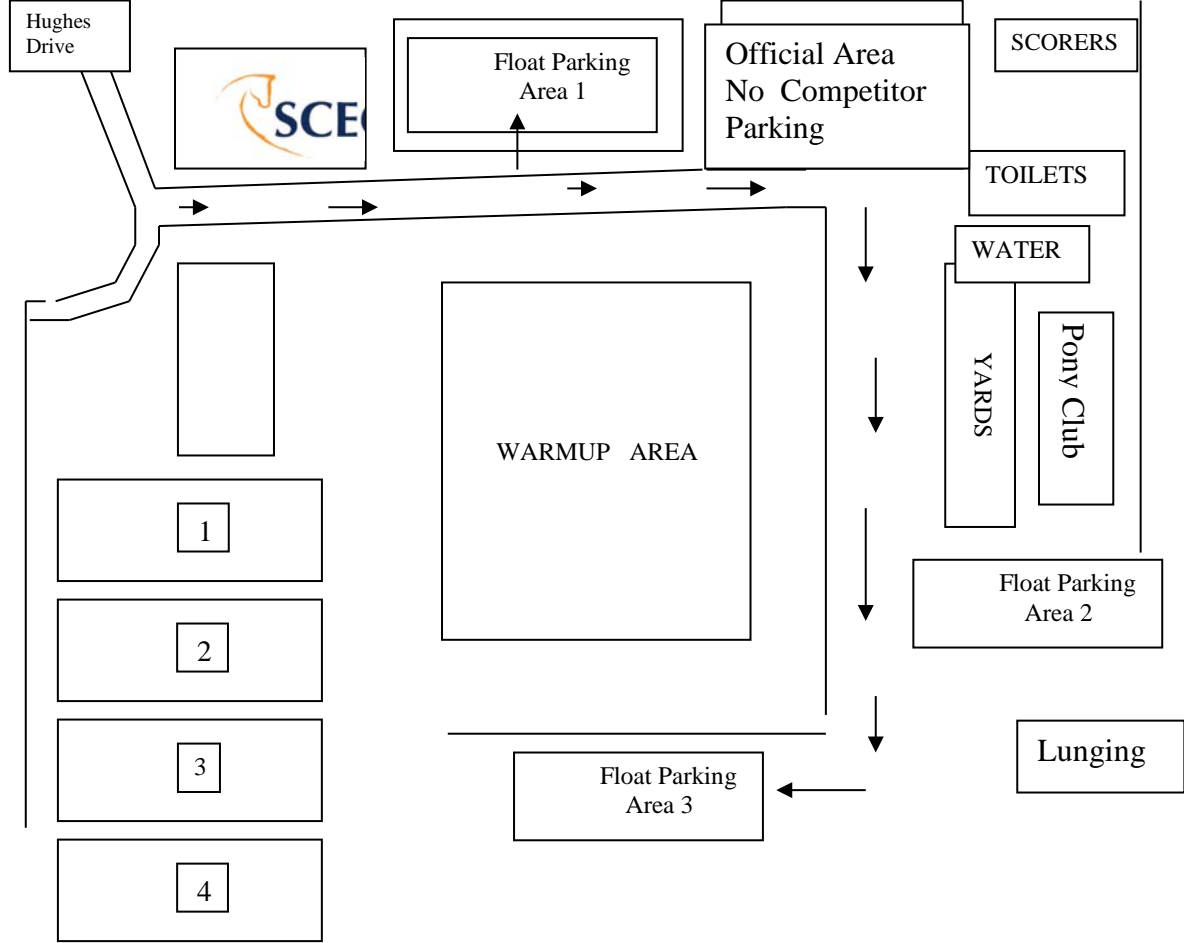 Hughes
Drive
Float Parking
Area 1
Official Area
No Competitor
Parking
SCORERS
TOILETS
WATER
YARDS
Pony Club
WARMUP AREA
1
2
3
4
Float Parking
Area 2
Lunging
Float Parking
Area 3